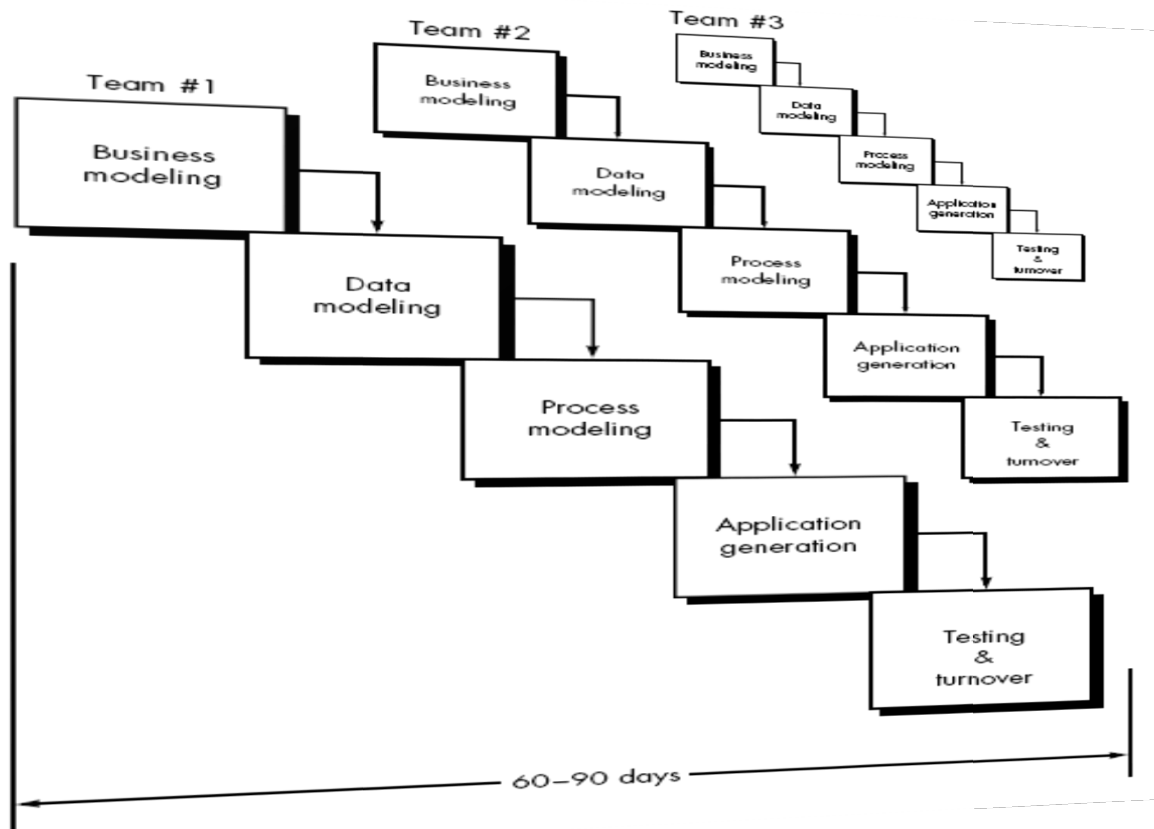 Team #1
Business
modeling
Data
modeling
Process
modeling
Application
generation
Testing
&
turnover
Team #2
Business
modeling
Data
modeling
Process
modeling
Application
generation
Testing
&
turnover
Team #3
Business
modeling
Data
modeling
Process
modeling
Application
generation
Testing
&
turnover
60–90 days